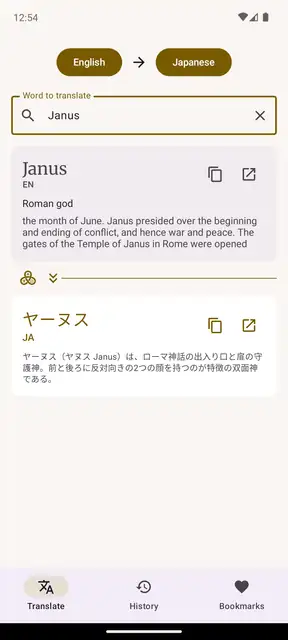 12:54
English
Japanese
Word to translate
Janus
Janus
EN
Roman god
the month of June. Janus presided over the beginning
and ending of conflict, and hence war and peace. The
gates of the Temple of Janus in Rome were opened
ヤーヌス
JA
ヤーヌス（ヤヌス Janus）は、ローマ神話の出入り口と扉の守
護神。前と後ろに反対向きの2つの顔を持つのが特徴の双面神
である。
Translate
History
Bookmarks